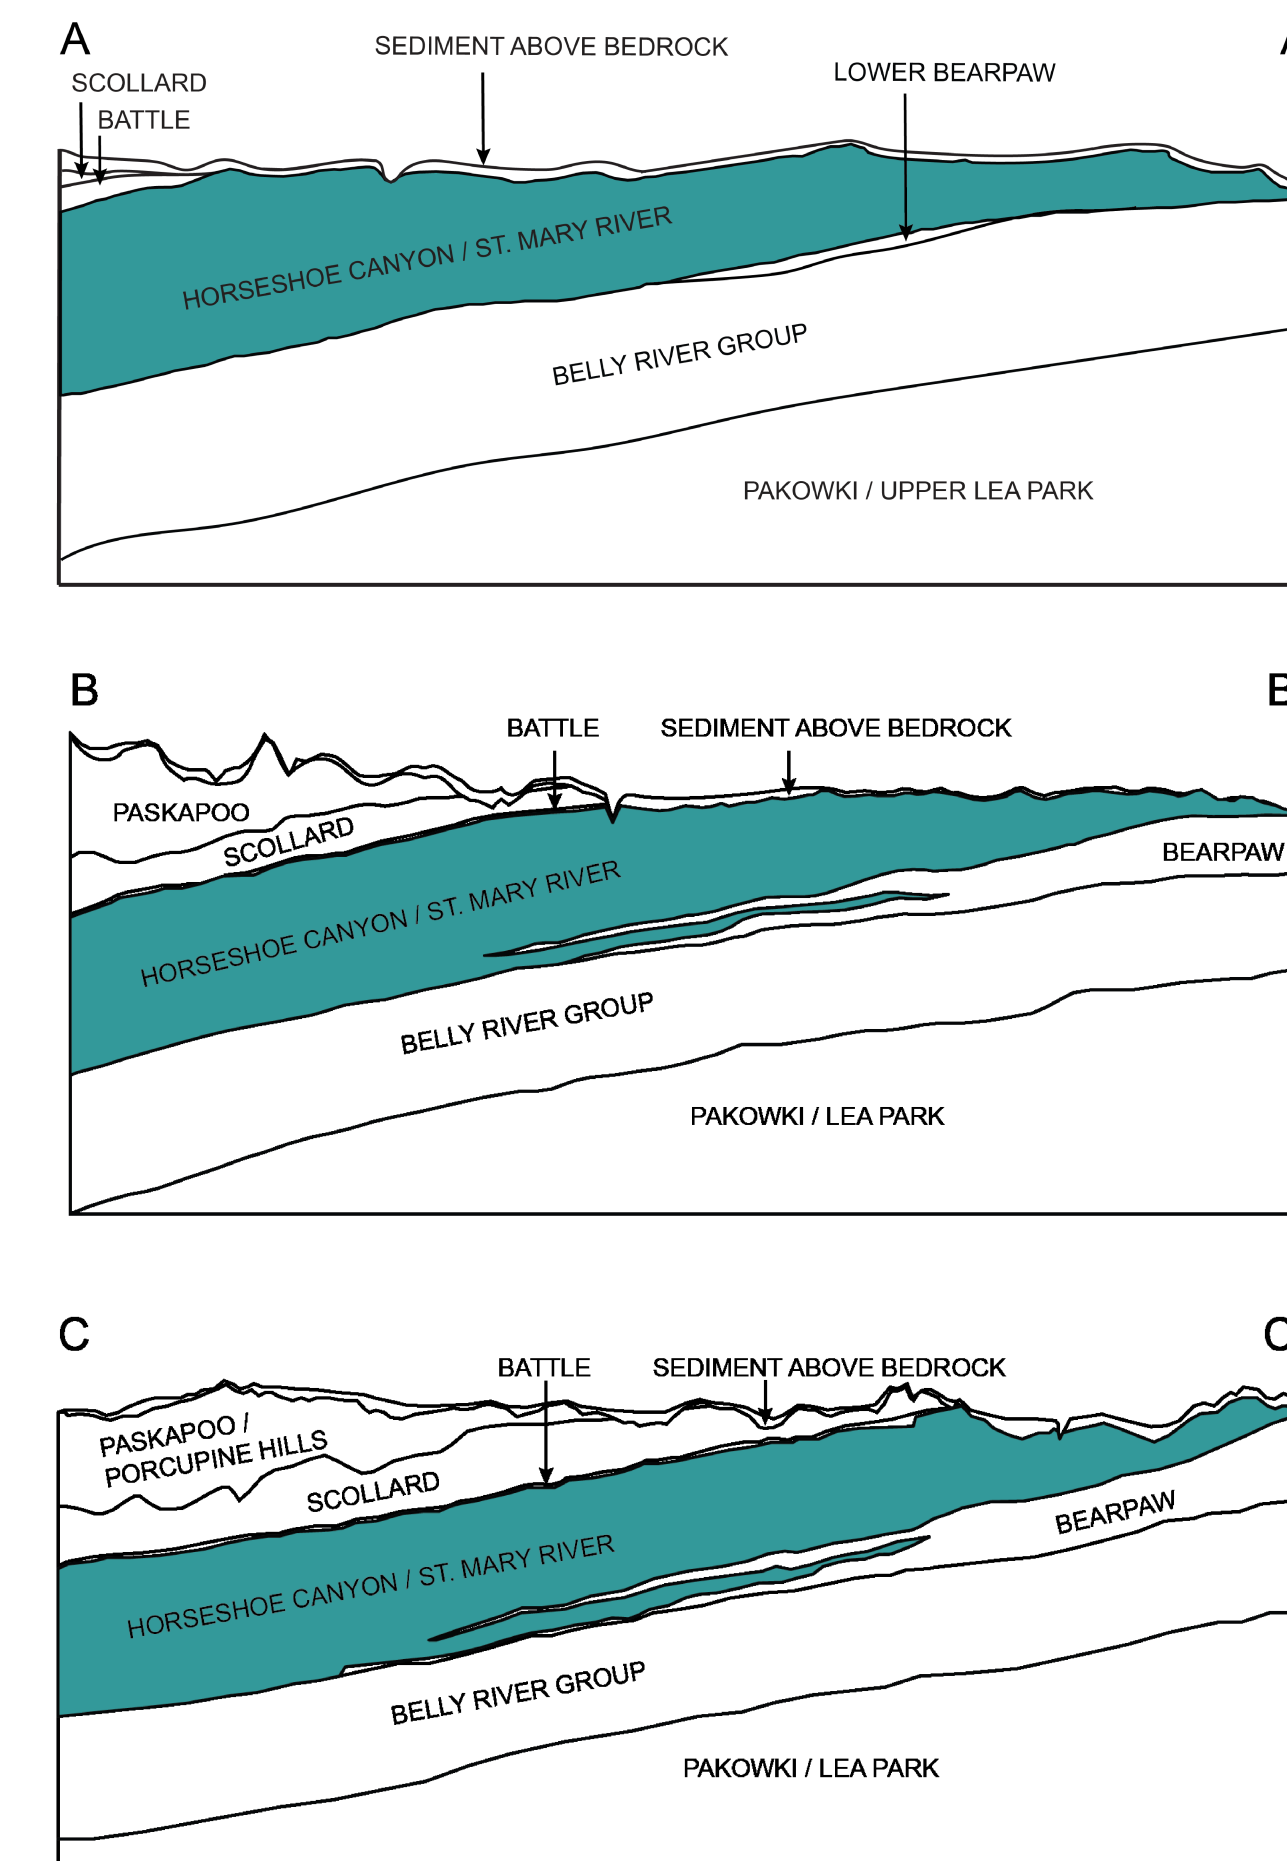 A
SEDIMENT ABOVE BEDROCK
LOWER BEARPAW
SCOLLARD
BATTLE
HORSESHOE CANYON / ST. MARY RIVER
BELLY RIVER GROUP
PAKOWKI / UPPER LEA PARK
B
BATTLE
SEDIMENT ABOVE BEDROCK
PASKAPOO
SCOLLARD
BEARPAW
HORSESHOE CANYON / ST. MARY RIVER
BELLY RIVER GROUP
PAKOWKI / LEA PARK
C
BATTLE
SEDIMENT ABOVE BEDROCK
PASKAPOO /
PORCUPINE HILLS
SCOLLARD
BEARPAW
HORSESHOE CANYON / ST. MARY RIVER
BELLY RIVER GROUP
PAKOWKI / LEA PARK